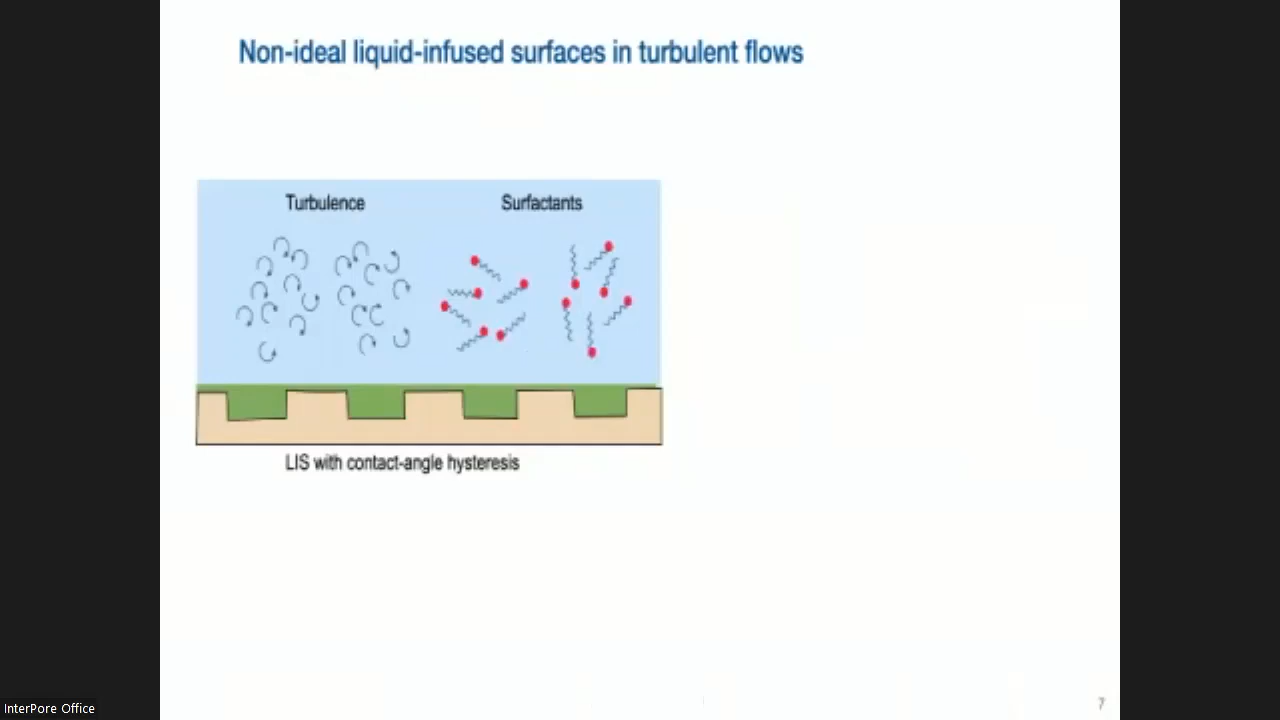 Non-ideal liquid-infused surfaces in turbulent flows
Turbulence
Surfactants
LIS with contact-angle hysteresis
7
InterPore Office